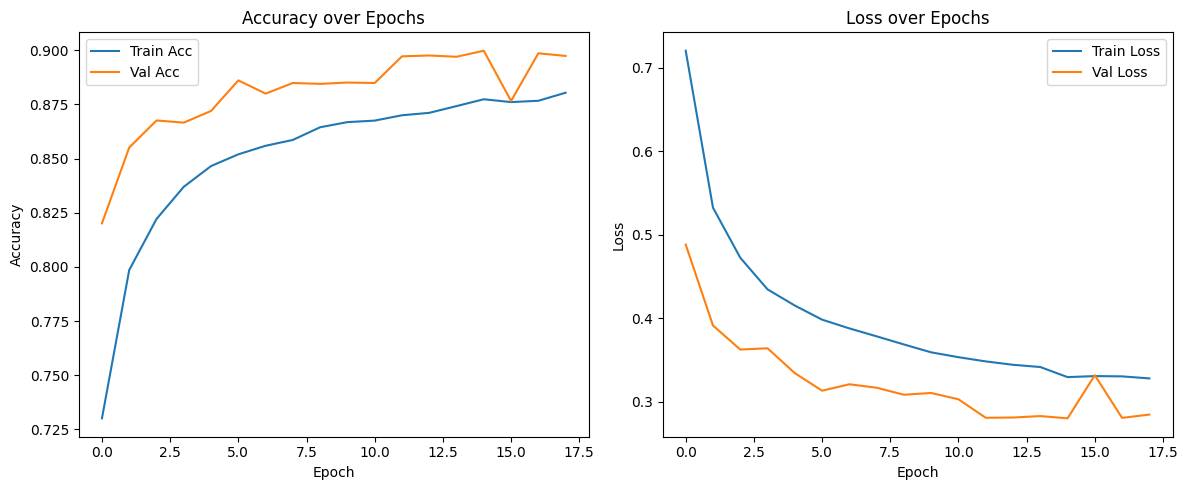 Accuracy over Epochs
Train Acc
Val Acc
0.900
0.875
0.850
0.825
0.800
0.775
0.750
0.725
Accuracy
0.0 2.5 5.0 7.5 10.0 12.5 15.0 17.5
Epoch
Loss over Epochs
Train Loss
Val Loss
0.7
0.6
0.5
0.4
0.3
Loss
0.0 2.5 5.0 7.5 10.0 12.5 15.0 17.5
Epoch